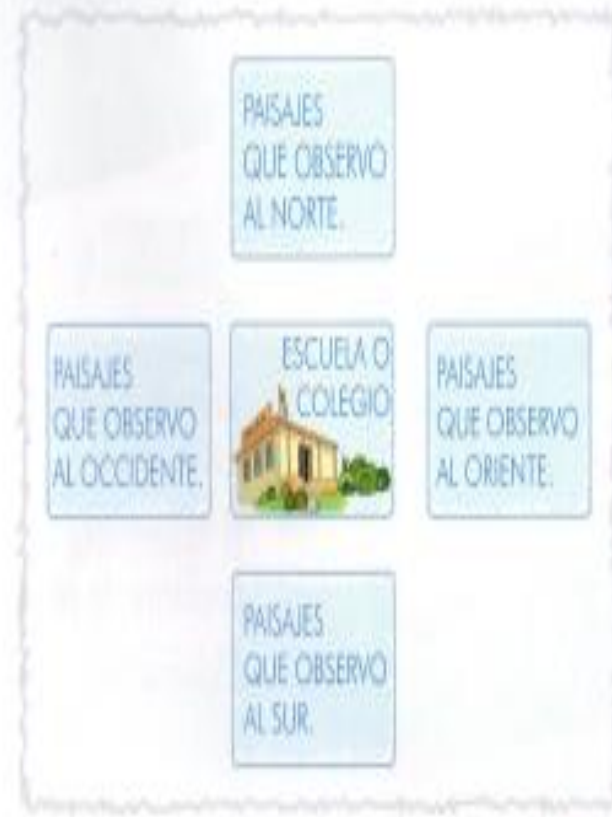 PAISAJES
QUE OBSERVO
AL NORTE.
PAISAJES
QUE OBSERVO
AL OCCIDENTE.
ESCUELA O
COLEGIO
PAISAJES
QUE OBSERVO
AL ORIENTE.
PAISAJES
QUE OBSERVO
AL SUR.